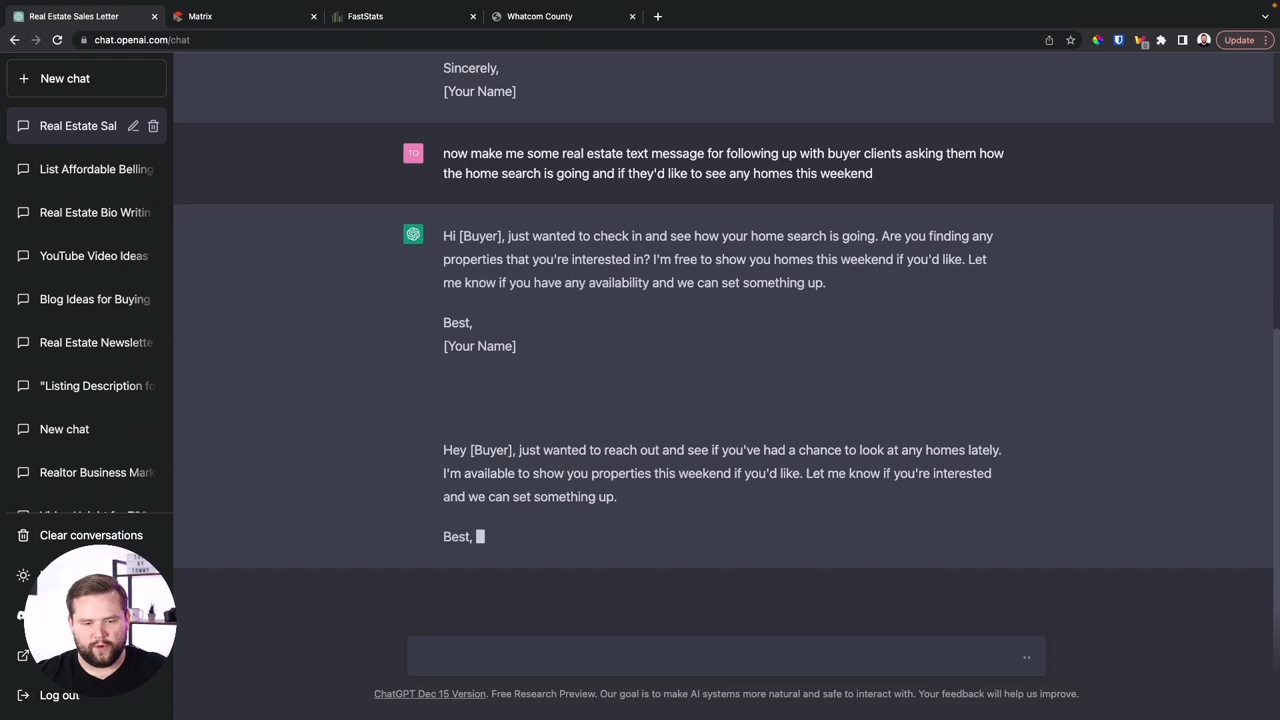 Real Estate Sales Letter
Matrix
FastStats
Whatcom County
chat.openai.com/chat
Update
New chat
Real Estate Sal
List Affordable Belling
Real Estate Bio Writin
YouTube Video Ideas
Blog Ideas for Buying
Real Estate Newslette
"Listing Description fo
New chat
Realtor Business Mark
Clear conversations
Log out
Sincerely,
[Your Name]
TO
now make me some real estate text message for following up with buyer clients asking them how
the home search is going and if they'd like to see any homes this weekend
Hi [Buyer], just wanted to check in and see how your home search is going. Are you finding any
properties that you're interested in? I'm free to show you homes this weekend if you'd like. Let
me know if you have any availability and we can set something up.
Best,
[Your Name]
Hey [Buyer], just wanted to reach out and see if you've had a chance to look at any homes lately.
I'm available to show you properties this weekend if you'd like. Let me know if you're interested
and we can set something up.
Best,
ChatGPT Dec 15 Version. Free Research Preview. Our goal is to make AI systems more natural and safe to interact with. Your feedback will help us improve.